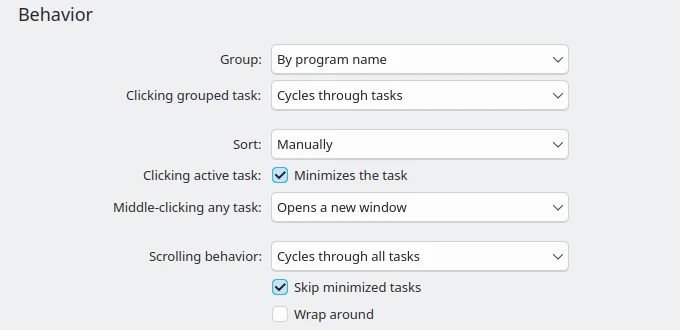 Behavior
Group: By program name
Clicking grouped task: Cycles through tasks
Sort: Manually
Clicking active task: Minimizes the task
Middle-clicking any task: Opens a new window
Scrolling behavior: Cycles through all tasks
Skip minimized tasks
Wrap around